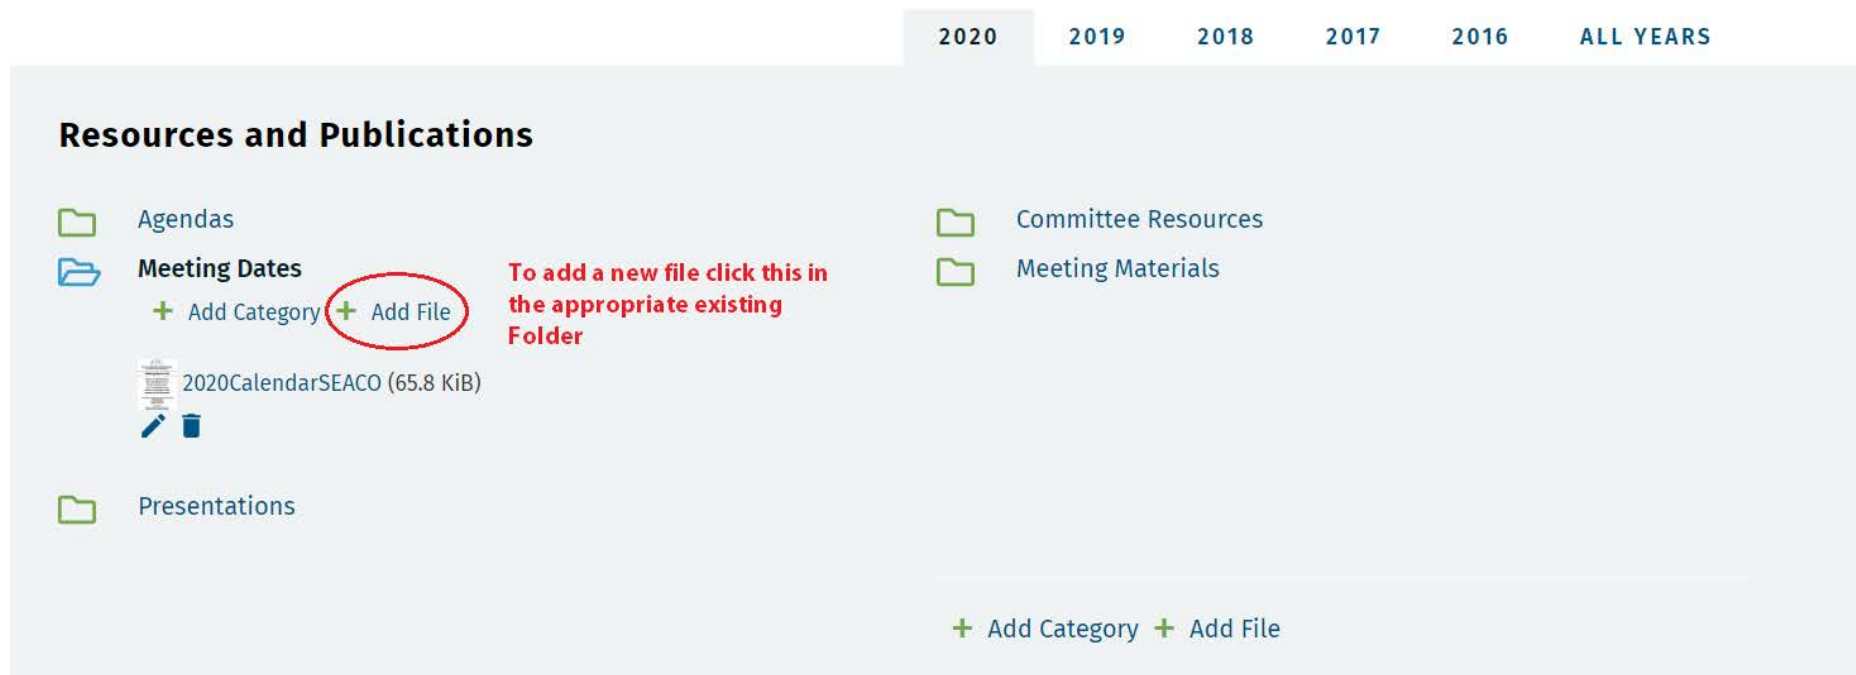 2020 2019 2018 2017 2016 ALL YEARS
Resources and Publications
Agendas
Meeting Dates
+ Add Category + Add File
To add a new file click this in
the appropriate existing
Folder
2020CalendarSEACO (65.8 KiB)
Presentations
Committee Resources
Meeting Materials
+ Add Category + Add File